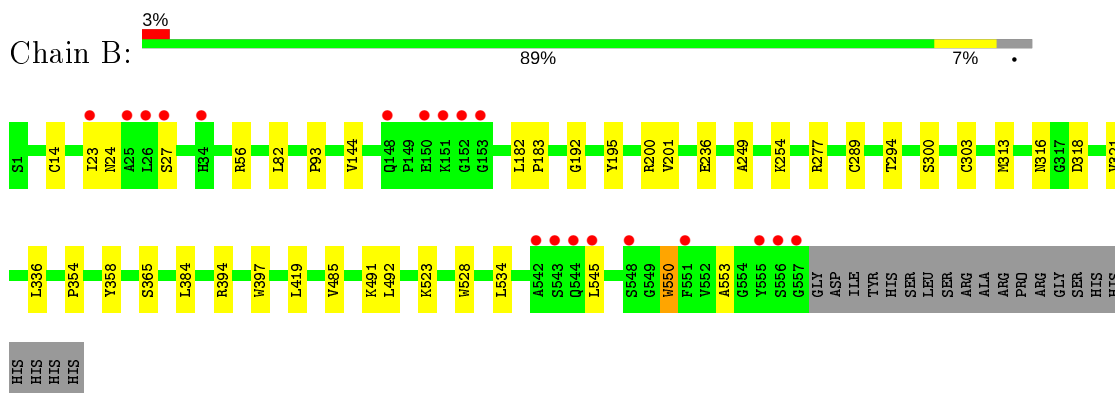 3%
Chain B:
89% 7% •
S1 C14 I23 N24 A25 L26 S27 H34 R56 L82 P93 V144 Q148 P149 E150 K151 G152 G153 L182 P183 G192 Y195 R200 V201 E236 A249 K254 R277 C289 T294 S300 C303 M313 N316 G317 D318
L336 P354 Y358 S365 L384 R394 W397 L419 V485 K491 L492 K523 W528 L534 A542 S543 Q544 L545 S548 G549 W550 F551 V552 A553 G554 Y555 S556 G557 GLY ASP ILE TYR HIS SER LEU SER SER ARG ALA ARG PRO ARG GLY SER HIS HIS
HIS HIS HIS HIS